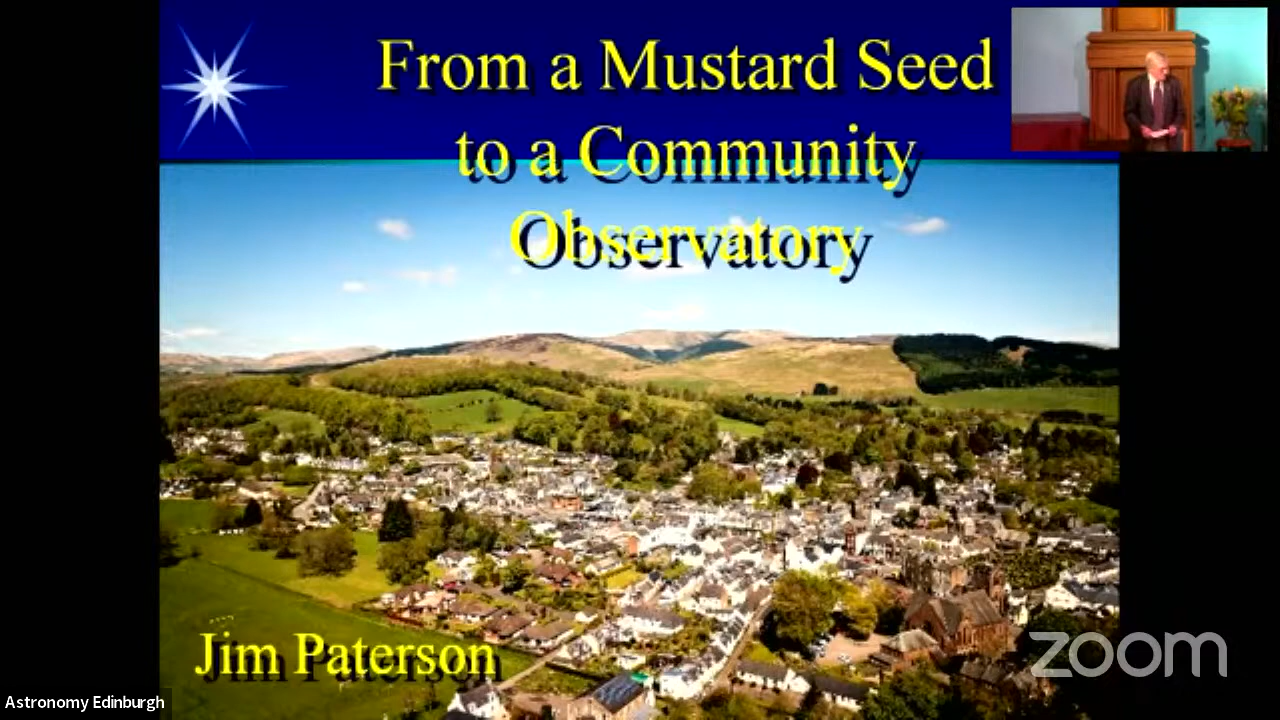 From a Mustard Seed
to a Community
Observatory
Jim Paterson
zoom
Astronomy Edinburgh